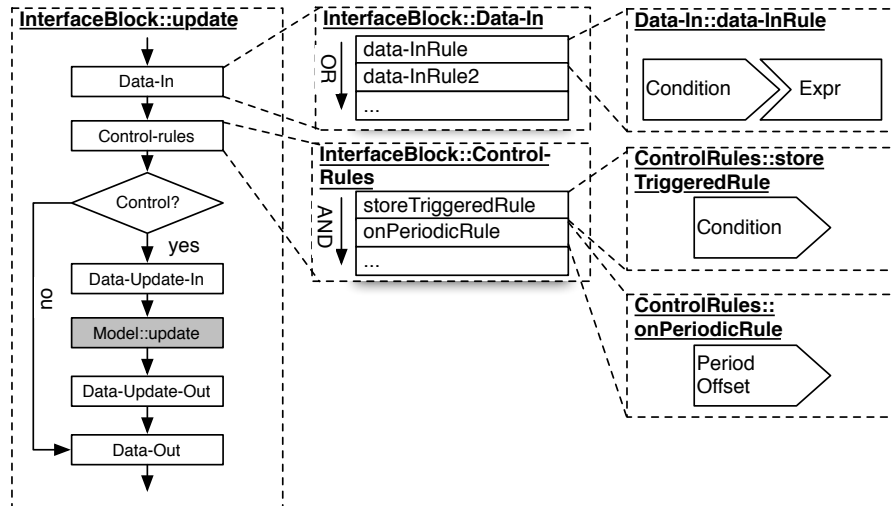 InterfaceBlock::update
Data-In
Control-rules
Control?
yes
no
Data-Update-In
Model::update
Data-Update-Out
Data-Out
InterfaceBlock::Data-In
OR
data-InRule
data-InRule2
...
InterfaceBlock::Control-
Rules
AND
storeTriggeredRule
onPeriodicRule
...
Data-In::data-InRule
Condition
Expr
ControlRules::store
TriggeredRule
Condition
ControlRules::
onPeriodicRule
Period
Offset